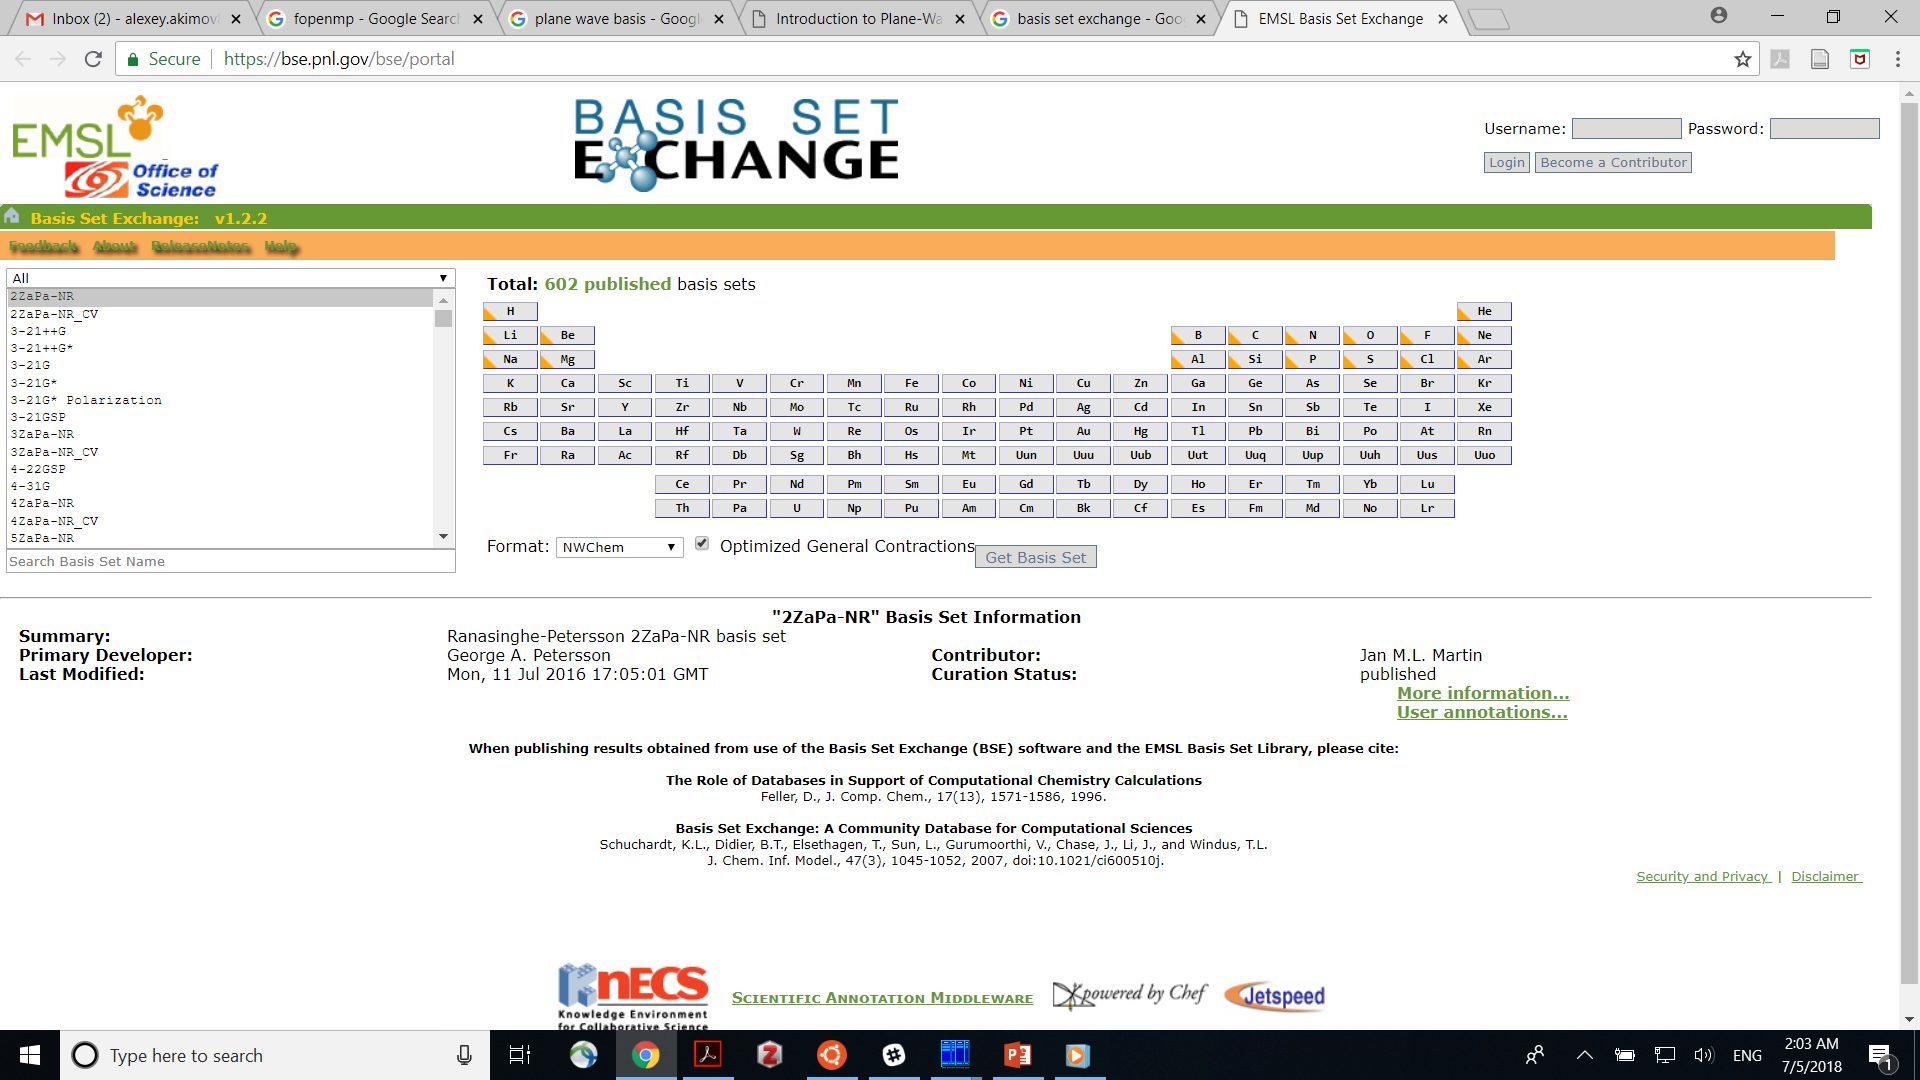 Inbox (2) - alexey.akimov
fopenmp - Google Search
plane wave basis - Google
Introduction to Plane-Wa
basis set exchange - Goo
EMSL Basis Set Exchange
Secure https://bse.pnl.gov/bse/portal
EMSL
Office of
Science
BASIS SET
EXCHANGE
Username:
Password:
Login
Become a Contributor
Basis Set Exchange: v1.2.2
Feedback About ReleaseNotes Help
All
2ZaPa-NR
2ZaPa-NR_CV
3-21++G
3-21++G*
3-21G
3-21G*
3-21G* Polarization
3-21GSP
3ZaPa-NR
3ZaPa-NR_CV
4-22GSP
4-31G
4ZaPa-NR
4ZaPa-NR_CV
5ZaPa-NR
Search Basis Set Name
Total: 602 published basis sets
H He
Li Be B C N O F Ne
Na Mg Al Si P S Cl Ar
K Ca Sc Ti V Cr Mn Fe Co Ni Cu Zn Ga Ge As Se Br Kr
Rb Sr Y Zr Nb Mo Tc Ru Rh Pd Ag Cd In Sn Sb Te I Xe
Cs Ba La Hf Ta W Re Os Ir Pt Au Hg Tl Pb Bi Po At Rn
Fr Ra Ac Rf Db Sg Bh Hs Mt Uun Uuu Uub Uut Uuq Uup Uuh Uus Uuo
Ce Pr Nd Pm Sm Eu Gd Tb Dy Ho Er Tm Yb Lu
Th Pa U Np Pu Am Cm Bk Cf Es Fm Md No Lr
Format: NWChem Optimized General Contractions Get Basis Set
"2ZaPa-NR" Basis Set Information
Summary: Ranasinghe-Petersson 2ZaPa-NR basis set
Primary Developer: George A. Petersson Contributor: Jan M.L. Martin
Last Modified: Mon, 11 Jul 2016 17:05:01 GMT Curation Status: published
More information...
User annotations...
When publishing results obtained from use of the Basis Set Exchange (BSE) software and the EMSL Basis Set Library, please cite:
The Role of Databases in Support of Computational Chemistry Calculations
Feller, D., J. Comp. Chem., 17(13), 1571-1586, 1996.
Basis Set Exchange: A Community Database for Computational Sciences
Schuchardt, K.L., Didier, B.T., Elsethagen, T., Sun, L., Gurumoorthi, V., Chase, J., Li, J., and Windus, T.L.
J. Chem. Inf. Model., 47(3), 1045-1052, 2007, doi:10.1021/ci600510j.
Security and Privacy | Disclaimer
KnECS
Knowledge Environment
for Collaborative Science
Scientific Annotation Middleware
powered by Chef
Jetspeed
Type here to search
ENG
2:03 AM
7/5/2018
1